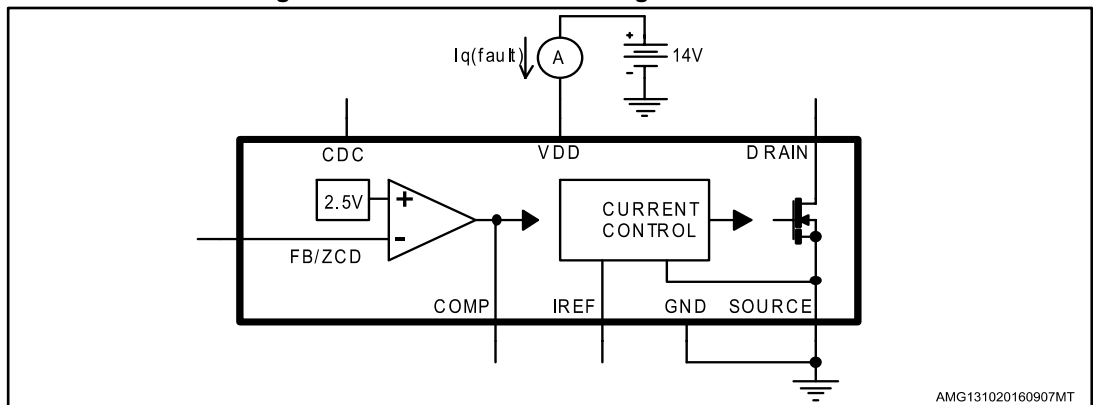 Iq(fault)
A
+
-
14V
CDC
VDD
DRAIN
2.5V
+
-
CURRENT
CONTROL
FB/ZCD
COMP
IREF
GND
SOURCE
AMG131020160907MT